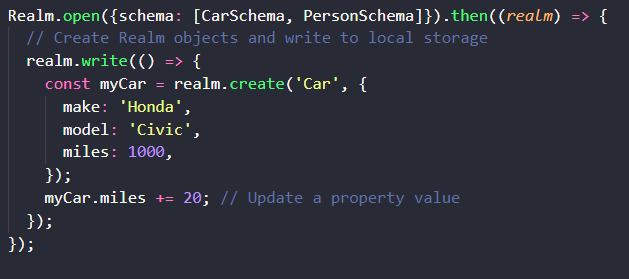 Realm.open({schema: [CarSchema, PersonSchema]}).then((realm) => {
  // Create Realm objects and write to local storage
  realm.write(() => {
    const myCar = realm.create('Car', {
      make: 'Honda',
      model: 'Civic',
      miles: 1000,
    });
    myCar.miles += 20; // Update a property value
  });
});